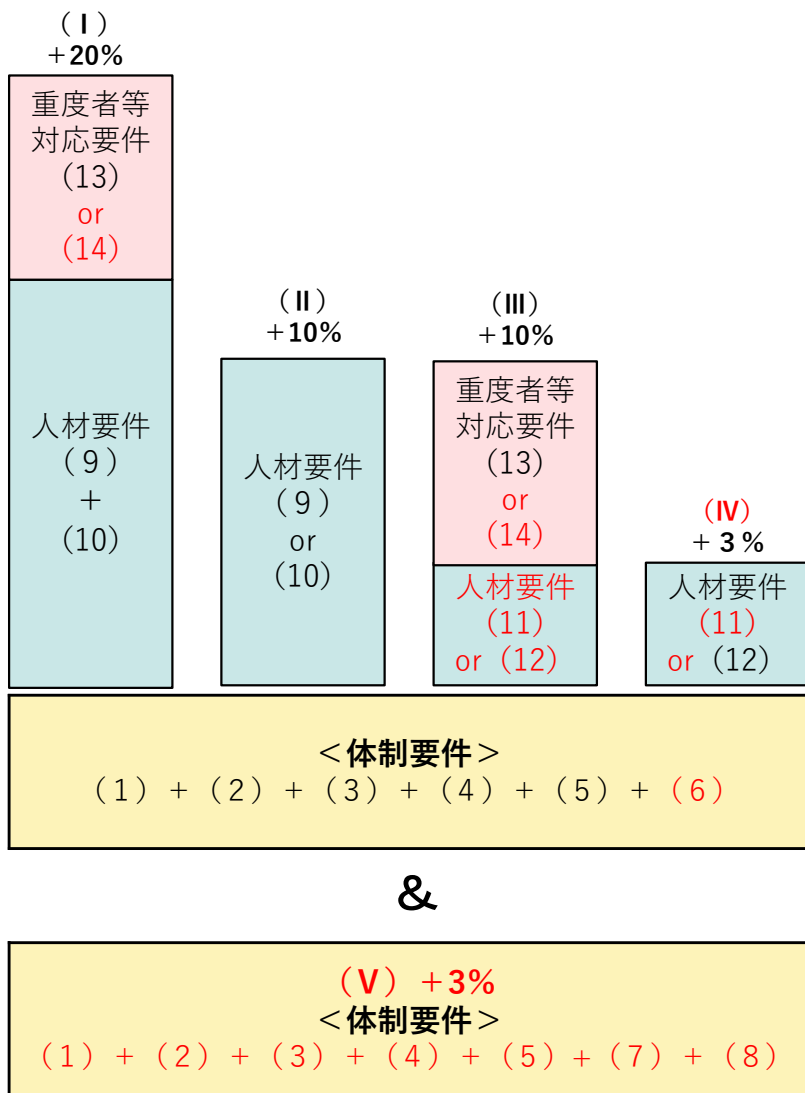 （Ⅰ）
＋20%
重度者等
対応要件
(13)
or
(14)
人材要件
（９）
＋
(10)
（Ⅱ）
＋10%
人材要件
（９）
or
(10)
（Ⅲ）
＋10%
重度者等
対応要件
(13)
or
(14)
人材要件
(11)
or (12)
（Ⅳ）
＋３%
人材要件
(11)
or (12)
＜体制要件＞
（１）＋（２）＋（３）＋（４）＋（５）＋（６）
&
（Ⅴ）＋3%
＜体制要件＞
（１）＋（２）＋（３）＋（４）＋（５）＋（７）＋（８）